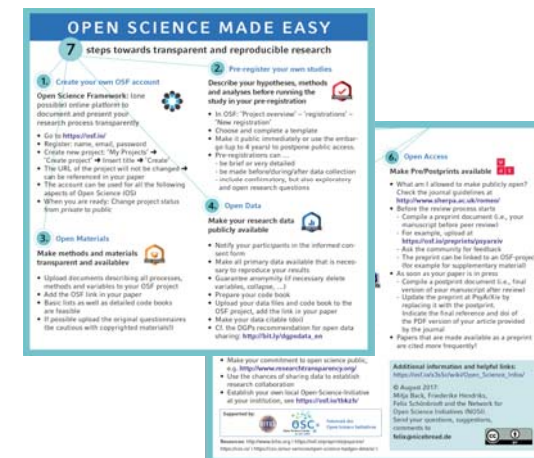 OPEN SCIENCE MADE EASY
7 steps towards transparent and reproducible research
1. Create your own OSF account
Open Science Framework: (one
possible) online platform to
document and present your
research process transparently
• Go to https://osf.io/
• Register: name, email, password
• Create new project: 'My Projects' ➔
'Create project' ➔ Insert title ➔ 'Create'
• The URL of the project will not be changed ➔
can be referenced in your paper
• The account can be used for all the following
aspects of Open Science (OS)
• When you are ready: Change project status
from private to public
3. Open Materials
Make methods and materials
transparent and available
• Upload documents describing all processes,
methods and variables to your OSF project
• Add the OSF link in your paper
• Basic lists as well as detailed code books
are feasible
• If possible upload the original questionnaires
(be cautious with copyrighted materials!)
2. Pre-register your own studies
Describe your hypotheses, methods
and analyses before running the
study in your pre-registration
• In OSF: 'Project overview' – 'registrations' –
'New registration'
• Choose and complete a template
• Make it public immediately or use the embar-
go (up to 4 years) to postpone public access.
• Pre-registrations can ...
- be brief or very detailed
- be made before/during/after data collection
- include confirmatory, but also exploratory
and open research questions
4. Open Data
Make your research data
publicly available
• Notify your participants in the informed con-
sent form
• Make all primary data available that is neces-
sary to reproduce your results
• Guarantee anonymity (if necessary delete
variables, collapse, ...)
• Prepare your code book
• Upload your data files and code book to the
OSF project, add the link in your paper
• Make your data citable (doi)
• Cf. the DGPs recommendation for open data
sharing: http://bit.ly/dgpsdata_en
6. Open Access
Make Pre/Postprints available
• What am I allowed to make publicly open?
Check the journal guidelines at
http://www.sherpa.ac.uk/romeo/
• Before the review process starts
- Compile a preprint document (i.e., your
manuscript before peer review)
- For example, upload at
https://osf.io/preprints/psyarxiv
- Ask the community for feedback
- The preprint can be linked to an OSF-project
(for example for supplementary material)
• As soon as your paper is in press
- Compile a postprint document (i.e., final
version of your manuscript after review)
- Update the preprint at PsyArXiv by
replacing it with the postprint.
Indicate the final reference and doi of
the PDF version of your article provided
by the journal
• Papers that are made available as a preprint
are cited more frequently!
Additional information and helpful links:
© August 2017:
Mitja Back, Friederike Hendriks,
Felix Schönbrodt and the Network for
Open Science Initiatives (NOSI).
Send your questions, suggestions,
comments to
felix@nicebread.de
• Make your commitment to open science public,
e.g. http://www.researchtransparency.org/
• Use the chances of sharing data to establish
research collaboration
• Establish your own local Open-Science-Initiative
at your institution, see https://osf.io/tbkzh/
Supported by:
OSC